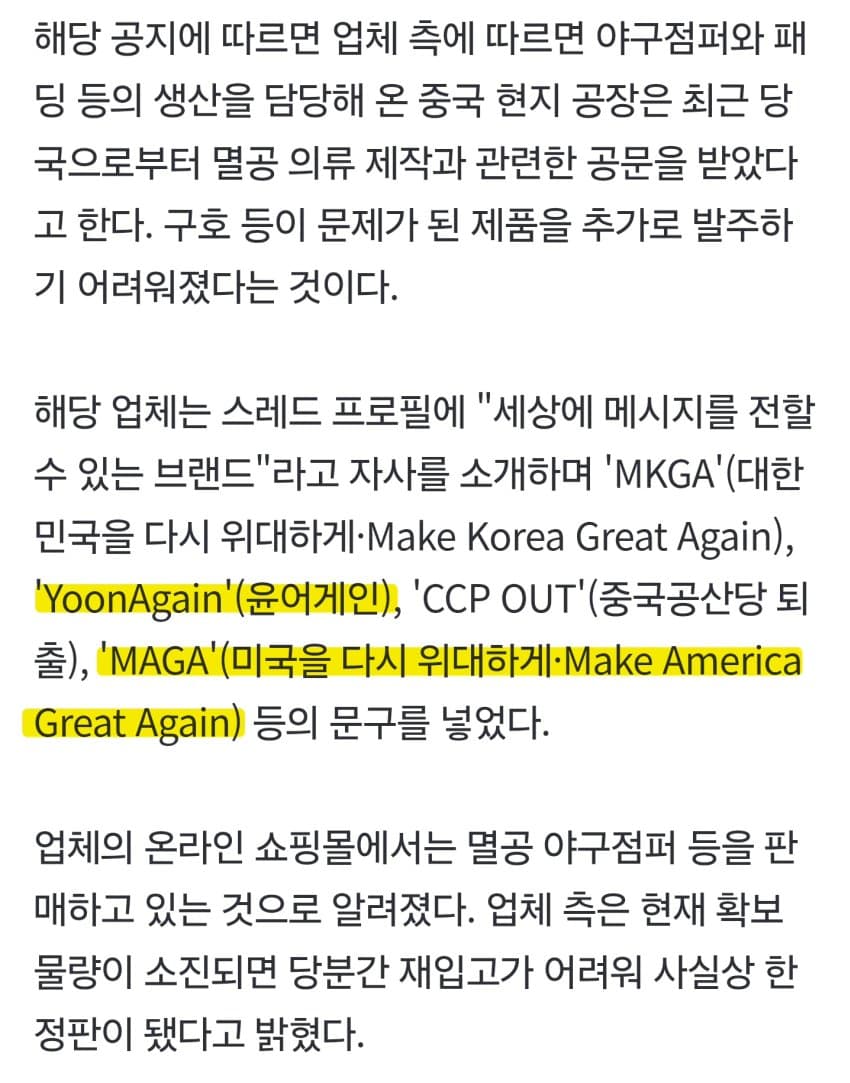 해당 공지에 따르면 업체 측에 따르면 야구점퍼와 패
딩 등의 생산을 담당해 온 중국 현지 공장은 최근 당
국으로부터 멸공 의류 제작과 관련한 공문을 받았다
고 한다. 구호 등이 문제가 된 제품을 추가로 발주하
기 어려워졌다는 것이다.
해당 업체는 스레드 프로필에 "세상에 메시지를 전할
수 있는 브랜드"라고 자사를 소개하며 'MKGA'(대한
민국을 다시 위대하게·Make Korea Great Again),
'YoonAgain'(윤어게인), 'CCP OUT'(중국공산당 퇴
출), 'MAGA'(미국을 다시 위대하게·Make America
Great Again) 등의 문구를 넣었다.
업체의 온라인 쇼핑몰에서는 멸공 야구점퍼 등을 판
매하고 있는 것으로 알려졌다. 업체 측은 현재 확보
물량이 소진되면 당분간 재입고가 어려워 사실상 한
정판이 됐다고 밝혔다.